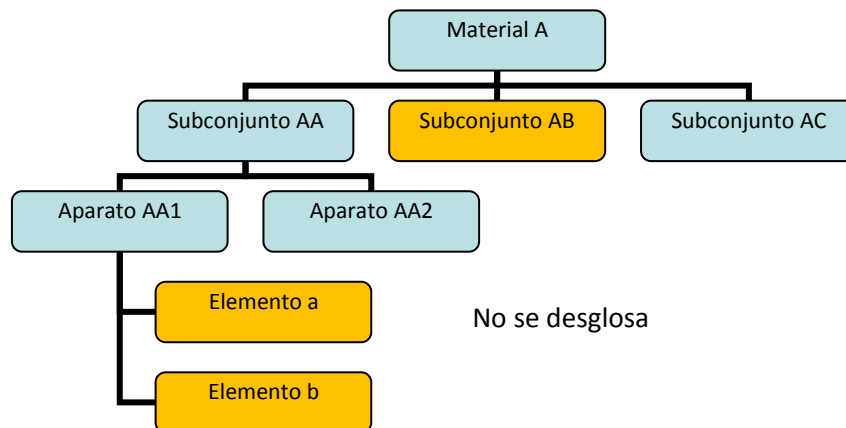 Material A
Subconjunto AA
Subconjunto AB
Subconjunto AC
Aparato AA1
Aparato AA2
Elemento a
No se desglosa
Elemento b